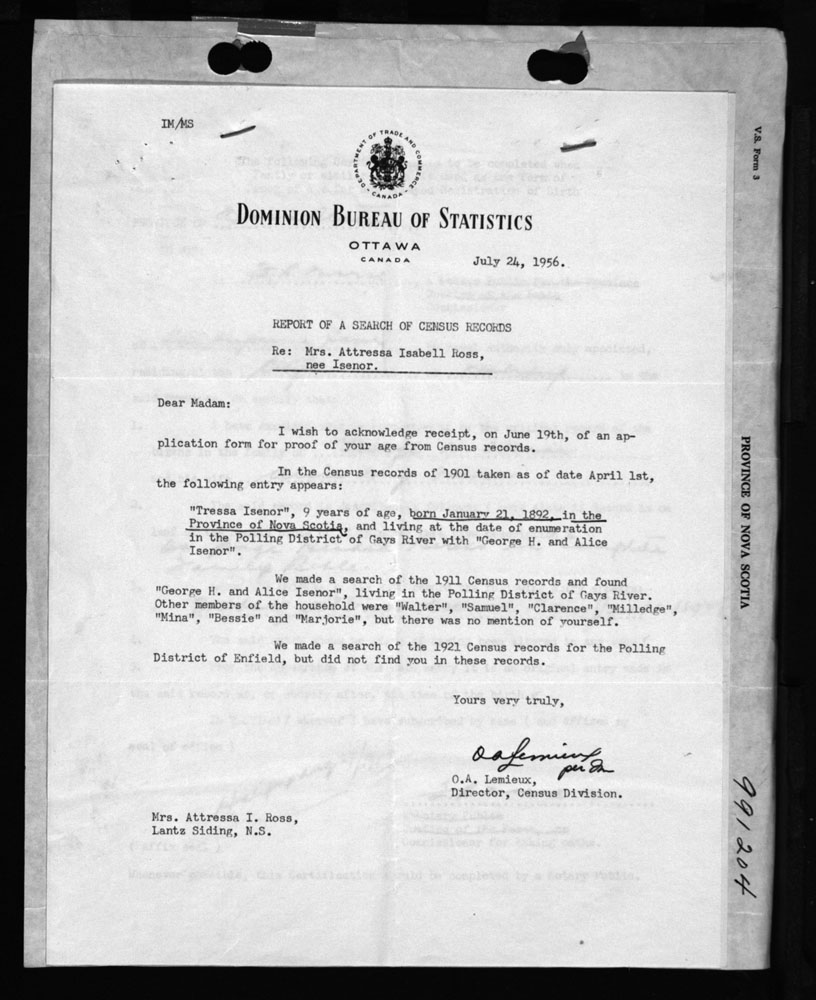 IM/MS
DEPARTMENT OF TRADE AND COMMERCE
CANADA
DOMINION BUREAU OF STATISTICS
OTTAWA
CANADA
July 24, 1956.
REPORT OF A SEARCH OF CENSUS RECORDS
Re: Mrs. Attressa Isabell Ross,
nee Isenor.
Dear Madam:
I wish to acknowledge receipt, on June 19th, of an ap-
plication form for proof of your age from Census records.
In the Census records of 1901 taken as of date April 1st,
the following entry appears:
"Tressa Isenor", 9 years of age, born January 21, 1892, in the
Province of Nova Scotia, and living at the date of enumeration
in the Polling District of Gays River with "George H. and Alice
Isenor".
We made a search of the 1911 Census records and found
"George H. and Alice Isenor", living in the Polling District of Gays River.
Other members of the household were "Walter", "Samuel", "Clarence", "Milledge",
"Mina", "Bessie" and "Marjorie", but there was no mention of yourself.
We made a search of the 1921 Census records for the Polling
District of Enfield, but did not find you in these records.
Yours very truly,
O.A. Lemieux
per
O.A. Lemieux,
Director, Census Division.
Mrs. Attressa I. Ross,
Lantz Siding, N.S.
V.S. Form 3
PROVINCE OF NOVA SCOTIA
991204